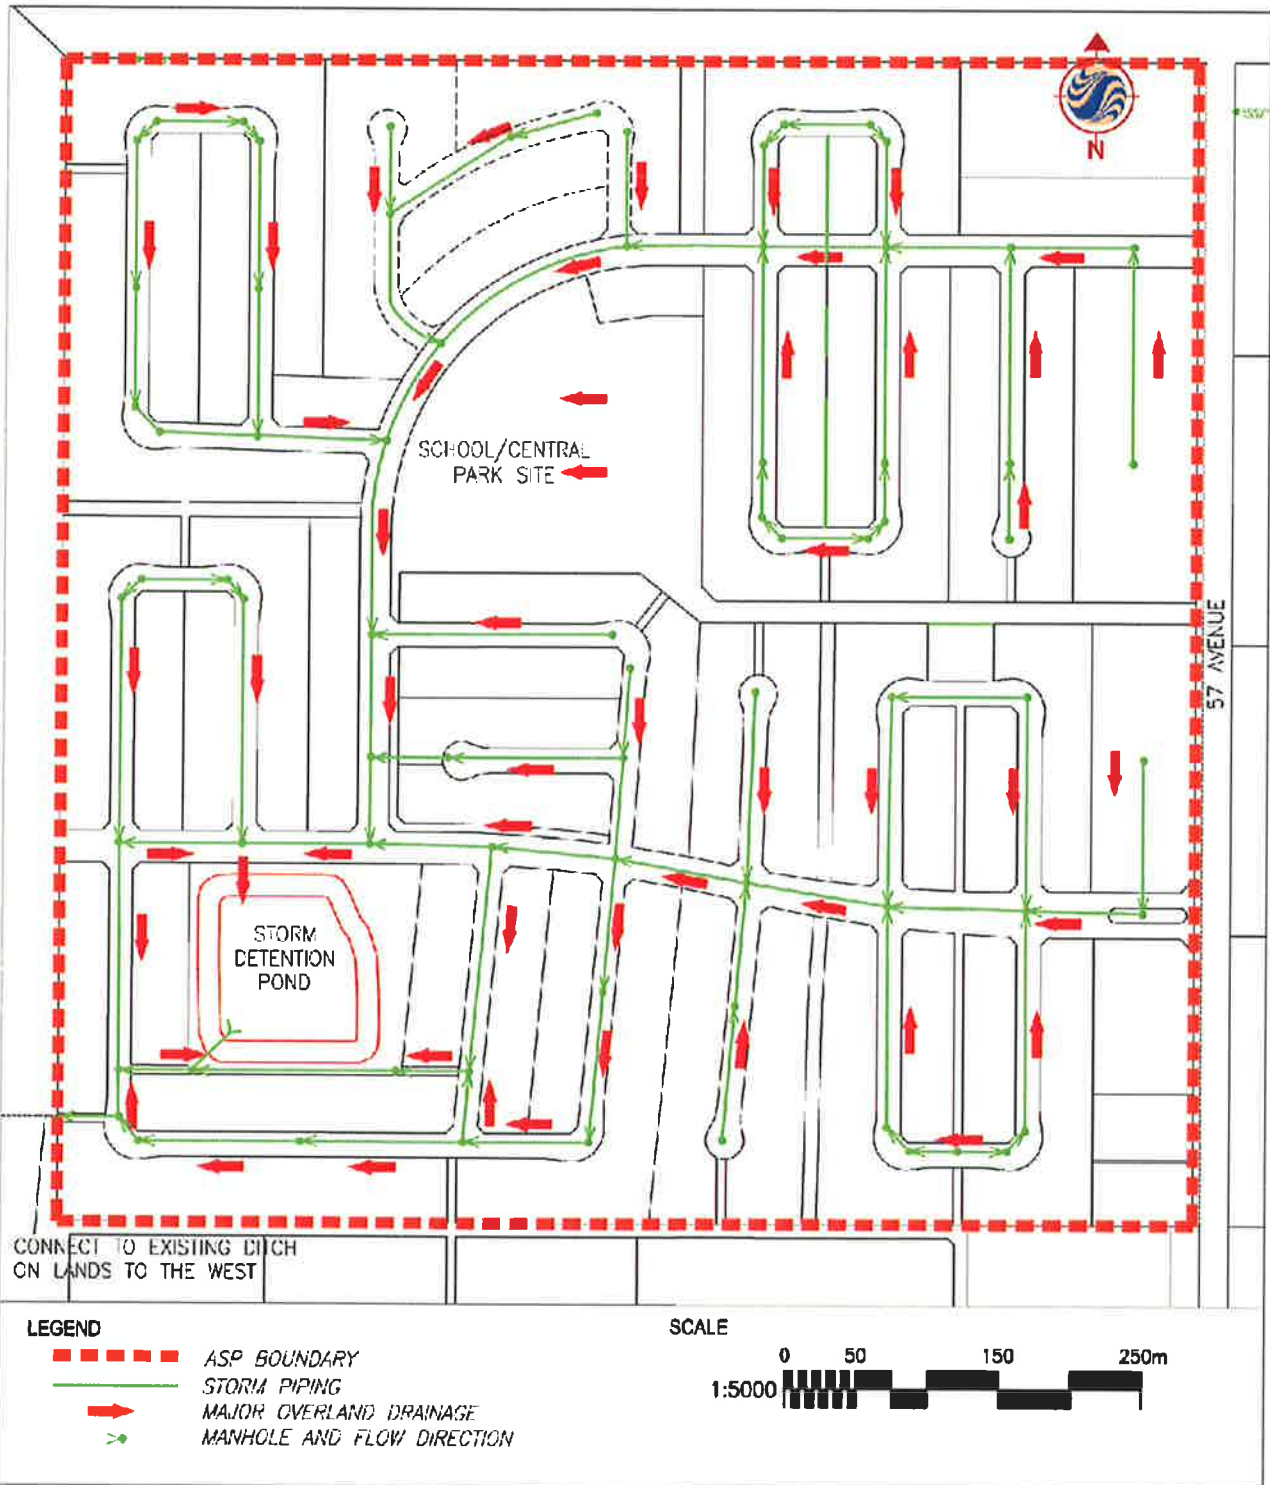 N
SCHOOL/CENTRAL
PARK SITE
57 AVENUE
STORM
DETENTION
POND
CONNECT TO EXISTING DITCH
ON LANDS TO THE WEST
LEGEND
ASP BOUNDARY
STORM PIPING
MAJOR OVERLAND DRAINAGE
MANHOLE AND FLOW DIRECTION
SCALE
0 50 150 250m
1:5000